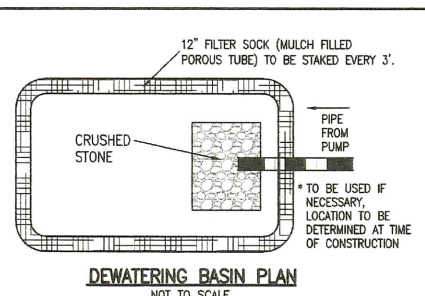 12" FILTER SOCK (MULCH FILLED
POROUS TUBE) TO BE STAKED EVERY 3'.
CRUSHED
STONE
PIPE
FROM
PUMP
* TO BE USED IF
NECESSARY,
LOCATION TO BE
DETERMINED AT TIME
OF CONSTRUCTION
DEWATERING BASIN PLAN
NOT TO SCALE